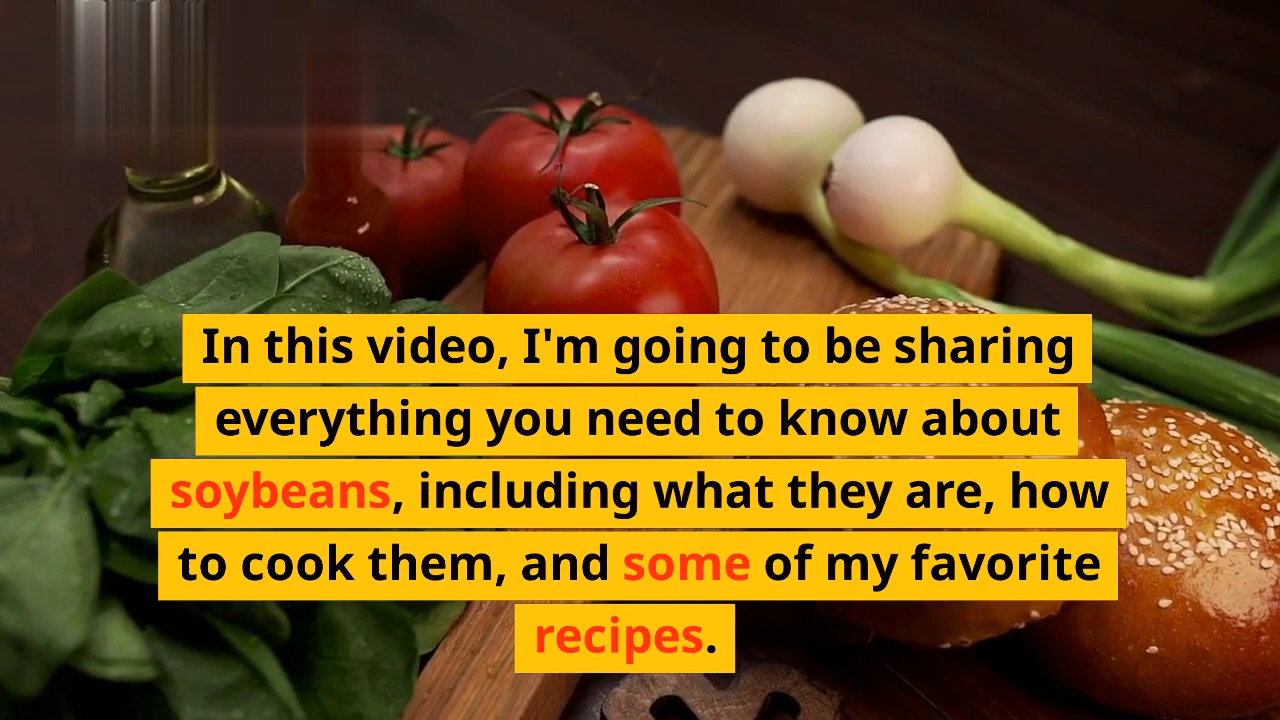 In this video, I'm going to be sharing
everything you need to know about
soybeans, including what they are, how
to cook them, and some of my favorite
recipes.